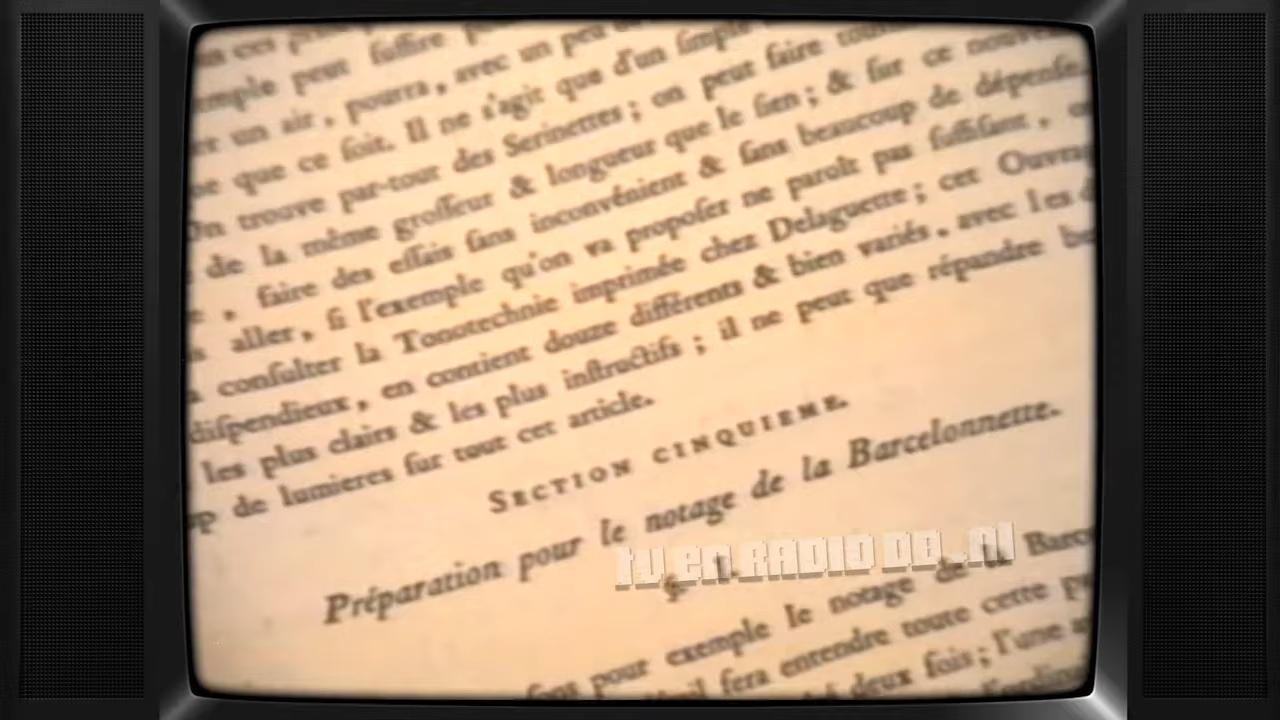 peut ſuffire
un air, pourra, avec un peu
que ce ſoit. Il ne s'agit que d'un ſimple
On trouve par-tout des Serinettes; on peut faire
de la même groſſeur & longueur que le ſien; & ſur ce nouve
, faire des eſſais ſans inconvénient & ſans beaucoup de dépenſe.
aller, ſi l'exemple qu'on va propoſer ne paroît pas ſuffiſant,
conſulter la Tonotechnie imprimée chez Delaguette; cet Ouvrag
diſpendieux, en contient douze différents & bien variés, avec les
les plus clairs & les plus inſtructifs; il ne peut que répandre
de lumieres ſur tout cet article.
SECTION CINQUIEME.
Préparation pour le notage de la Barcelonnette.
tv en RADIO DB.nl
pour exemple le notage de Barce
fera entendre toute cette
deux fois; l'une